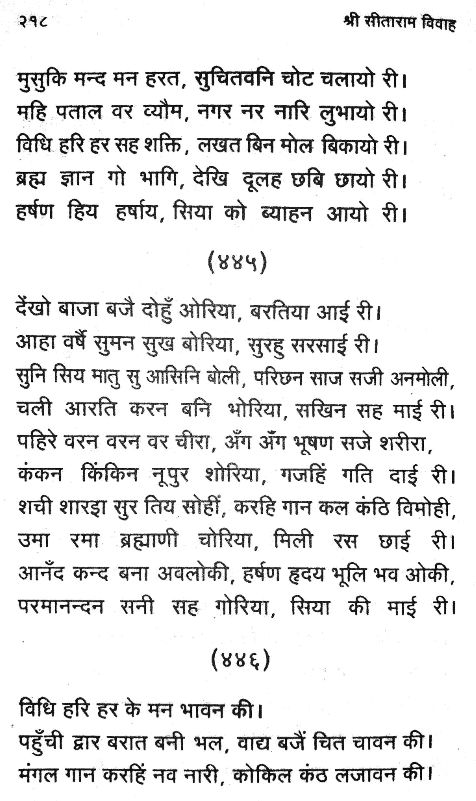 २१८ श्री सीताराम विवाह
मुसुकि मन्द मन हरत, सुचितवनि चोट चलायो री।
महि पताल वर व्यौम, नगर नर नारि लुभायो री।
विधि हरि हर सह शक्ति, लखत बिन मोल बिकायो री।
ब्रह्म ज्ञान गो भागि, देखि दूलह छबि छायो री।
हर्षण हिय हर्षाय, सिया को ब्याहन आयो री।
(४४५)
देंखो बाजा बजै दोहुँ ओरिया, बरतिया आई री।
आहा वर्षै सुमन सुख बोरिया, सुरहु सरसाई री।
सुनि सिय मातु सु आसिनि बोली, परिछन साज सजी अनमोली,
चली आरति करन बनि भोरिया, सखिन सह माई री।
पहिरे वरन वरन वर चीरा, अँग अँग भूषण सजे शरीरा,
कंकन किंकिन नूपुर शोरिया, गजहिं गति दाई री।
शची शारडा सुर तिय सोहीं, करहि गान कल कंठि विमोही,
उमा रमा ब्रह्माणी चोरिया, मिली रस छाई री।
आनँद कन्द बना अवलोकी, हर्षण हृदय भूलि भव ओकी,
परमानन्दन सनी सह गोरिया, सिया की माई री।
(४४६)
विधि हरि हर के मन भावन की।
पहुँची द्वार बरात बनी भल, वाद्य बजैं चित चावन की।
मंगल गान करहिं नव नारी, कोकिल कंठ लजावन की।